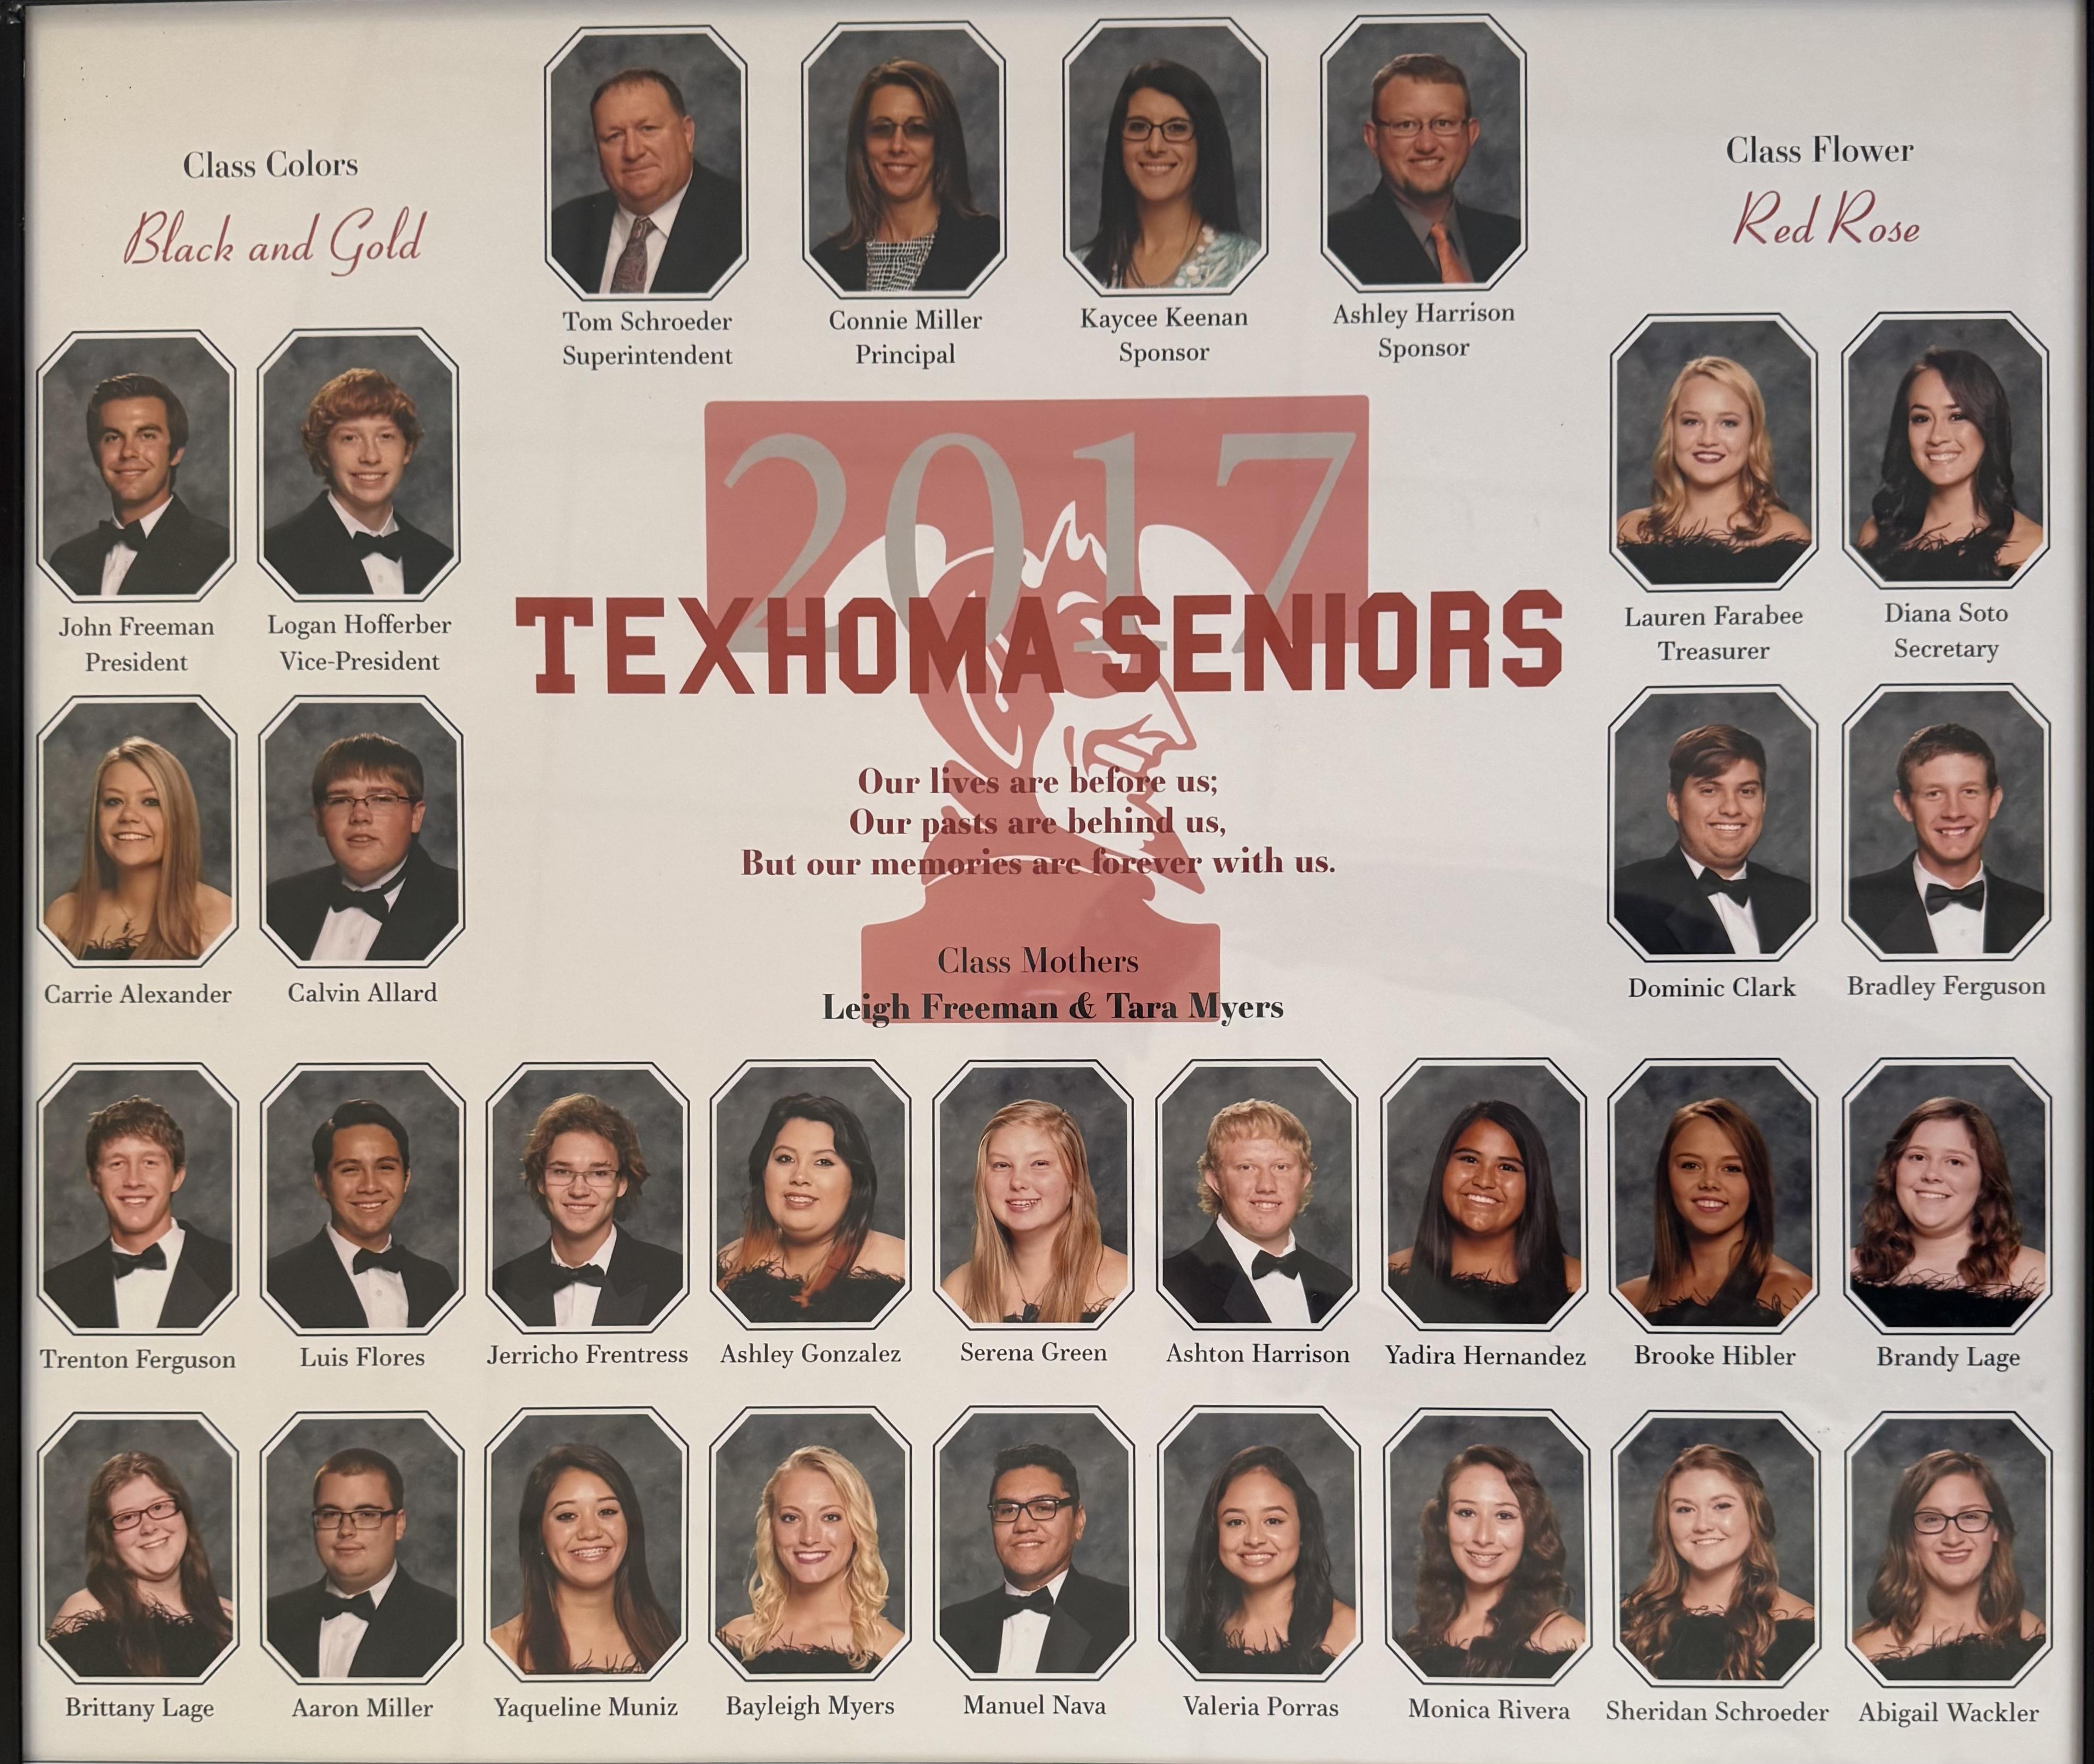 Class Colors
Black and Gold
Class Flower
Red Rose
Tom Schroeder
Superintendent
Connie Miller
Principal
Kaycee Keenan
Sponsor
Ashley Harrison
Sponsor
John Freeman
President
Logan Hofferber
Vice-President
2017
TEXHOMA SENIORS
Lauren Farabee
Treasurer
Diana Soto
Secretary
Our lives are before us;
Our pasts are behind us,
But our memories are forever with us.
Class Mothers
Leigh Freeman & Tara Myers
Carrie Alexander
Calvin Allard
Dominic Clark
Bradley Ferguson
Trenton Ferguson
Luis Flores
Jerricho Frentress
Ashley Gonzalez
Serena Green
Ashton Harrison
Yadira Hernandez
Brooke Hibler
Brandy Lage
Brittany Lage
Aaron Miller
Yaqueline Muniz
Bayleigh Myers
Manuel Nava
Valeria Porras
Monica Rivera
Sheridan Schroeder
Abigail Wackler